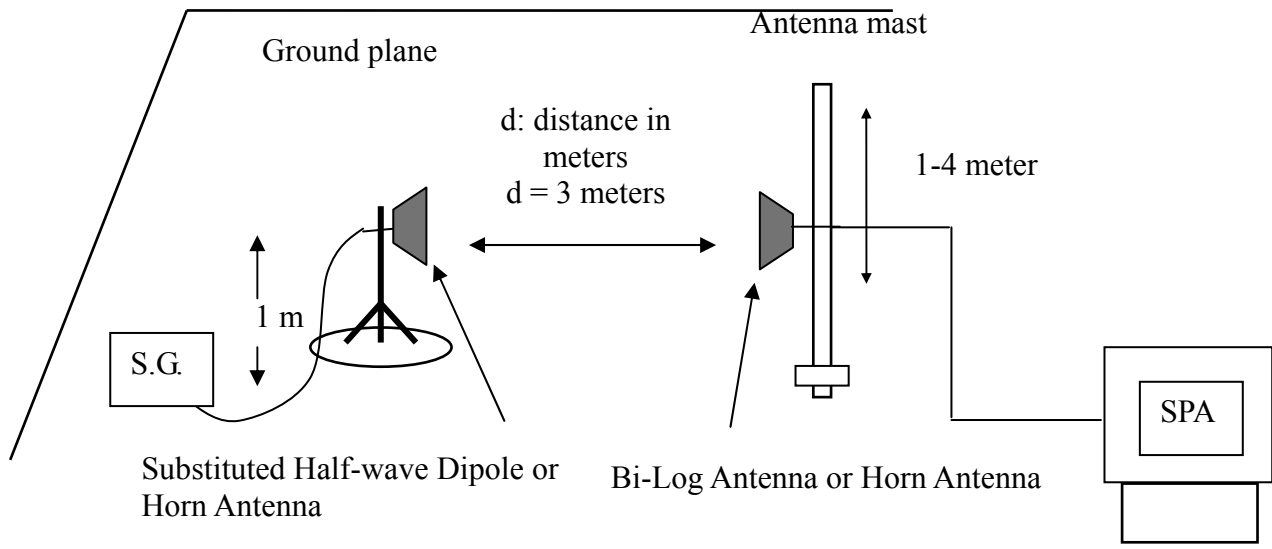 Antenna mast
Ground plane
d: distance in
meters
d = 3 meters
1-4 meter
1 m
S.G.
SPA
Substituted Half-wave Dipole or
Horn Antenna
Bi-Log Antenna or Horn Antenna